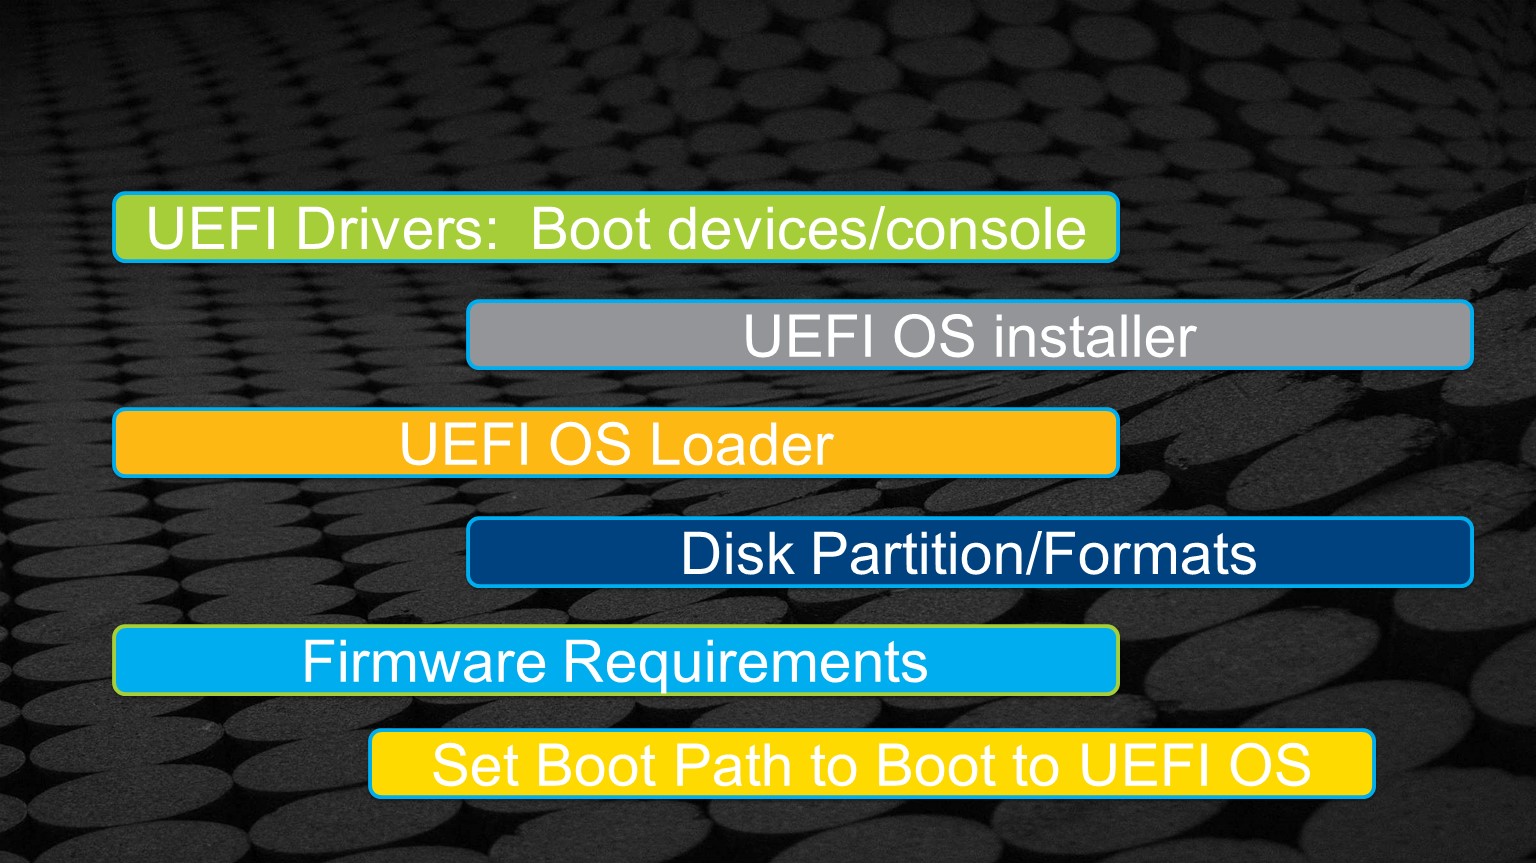 UEFI Drivers:  Boot devices/console
UEFI OS installer
UEFI OS Loader
Disk Partition/Formats
Firmware Requirements
Set Boot Path to Boot to UEFI OS